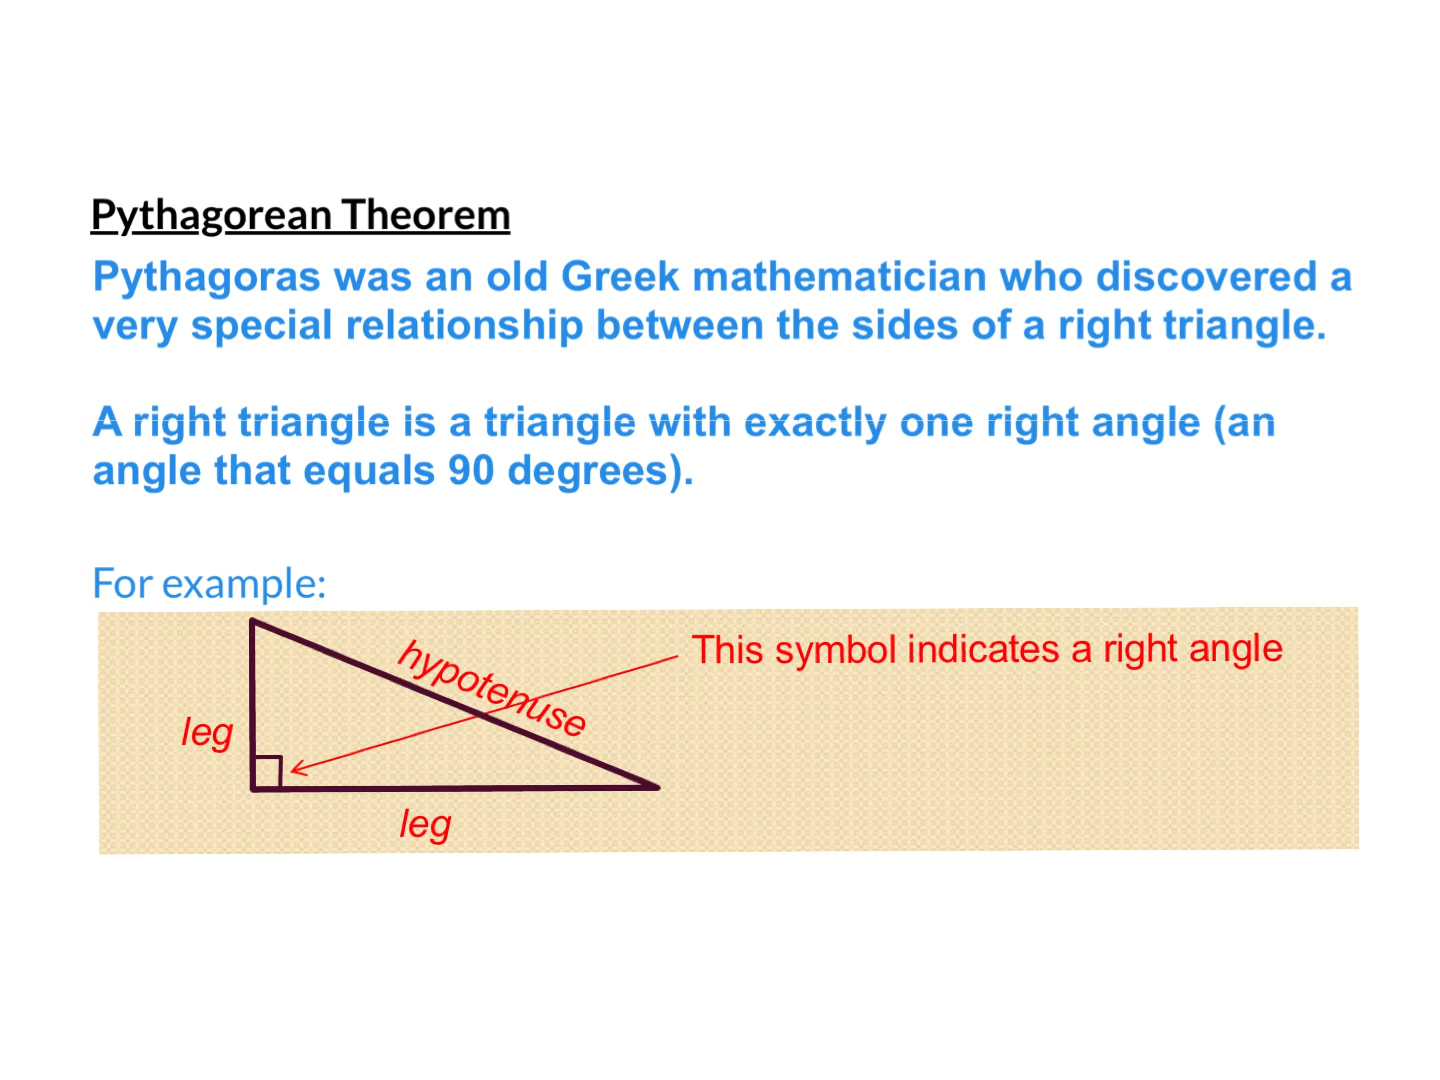 Pythagorean Theorem
Pythagoras was an old Greek mathematician who discovered a
very special relationship between the sides of a right triangle.
A right triangle is a triangle with exactly one right angle (an
angle that equals 90 degrees).
For example:
This symbol indicates a right angle
hypotenuse
leg
leg